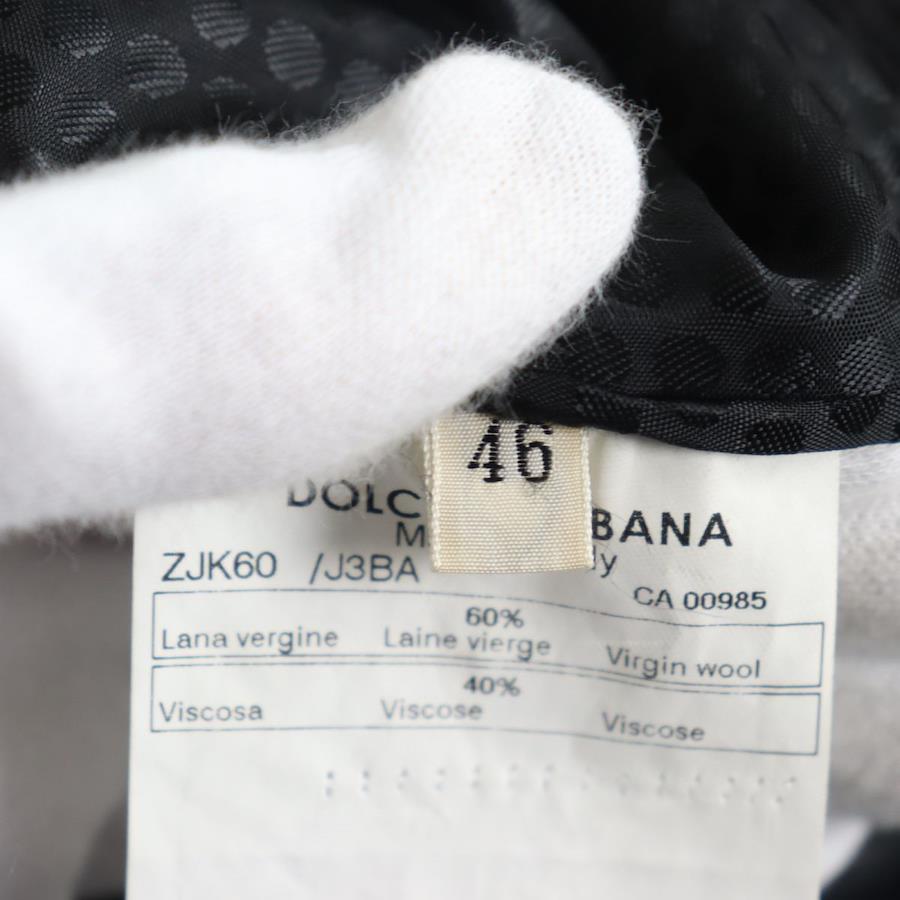 46
DOLC BANA
M y
ZJK60 /J3BA
CA 00985
60%
Lana vergine Laine vierge Virgin wool
40%
Viscosa Viscose Viscose